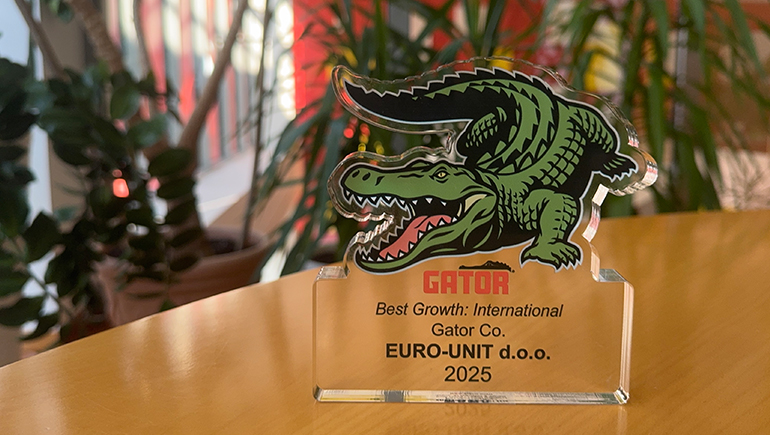 GATOR
Best Growth: International
Gator Co.
EURO-UNIT d.o.o.
2025